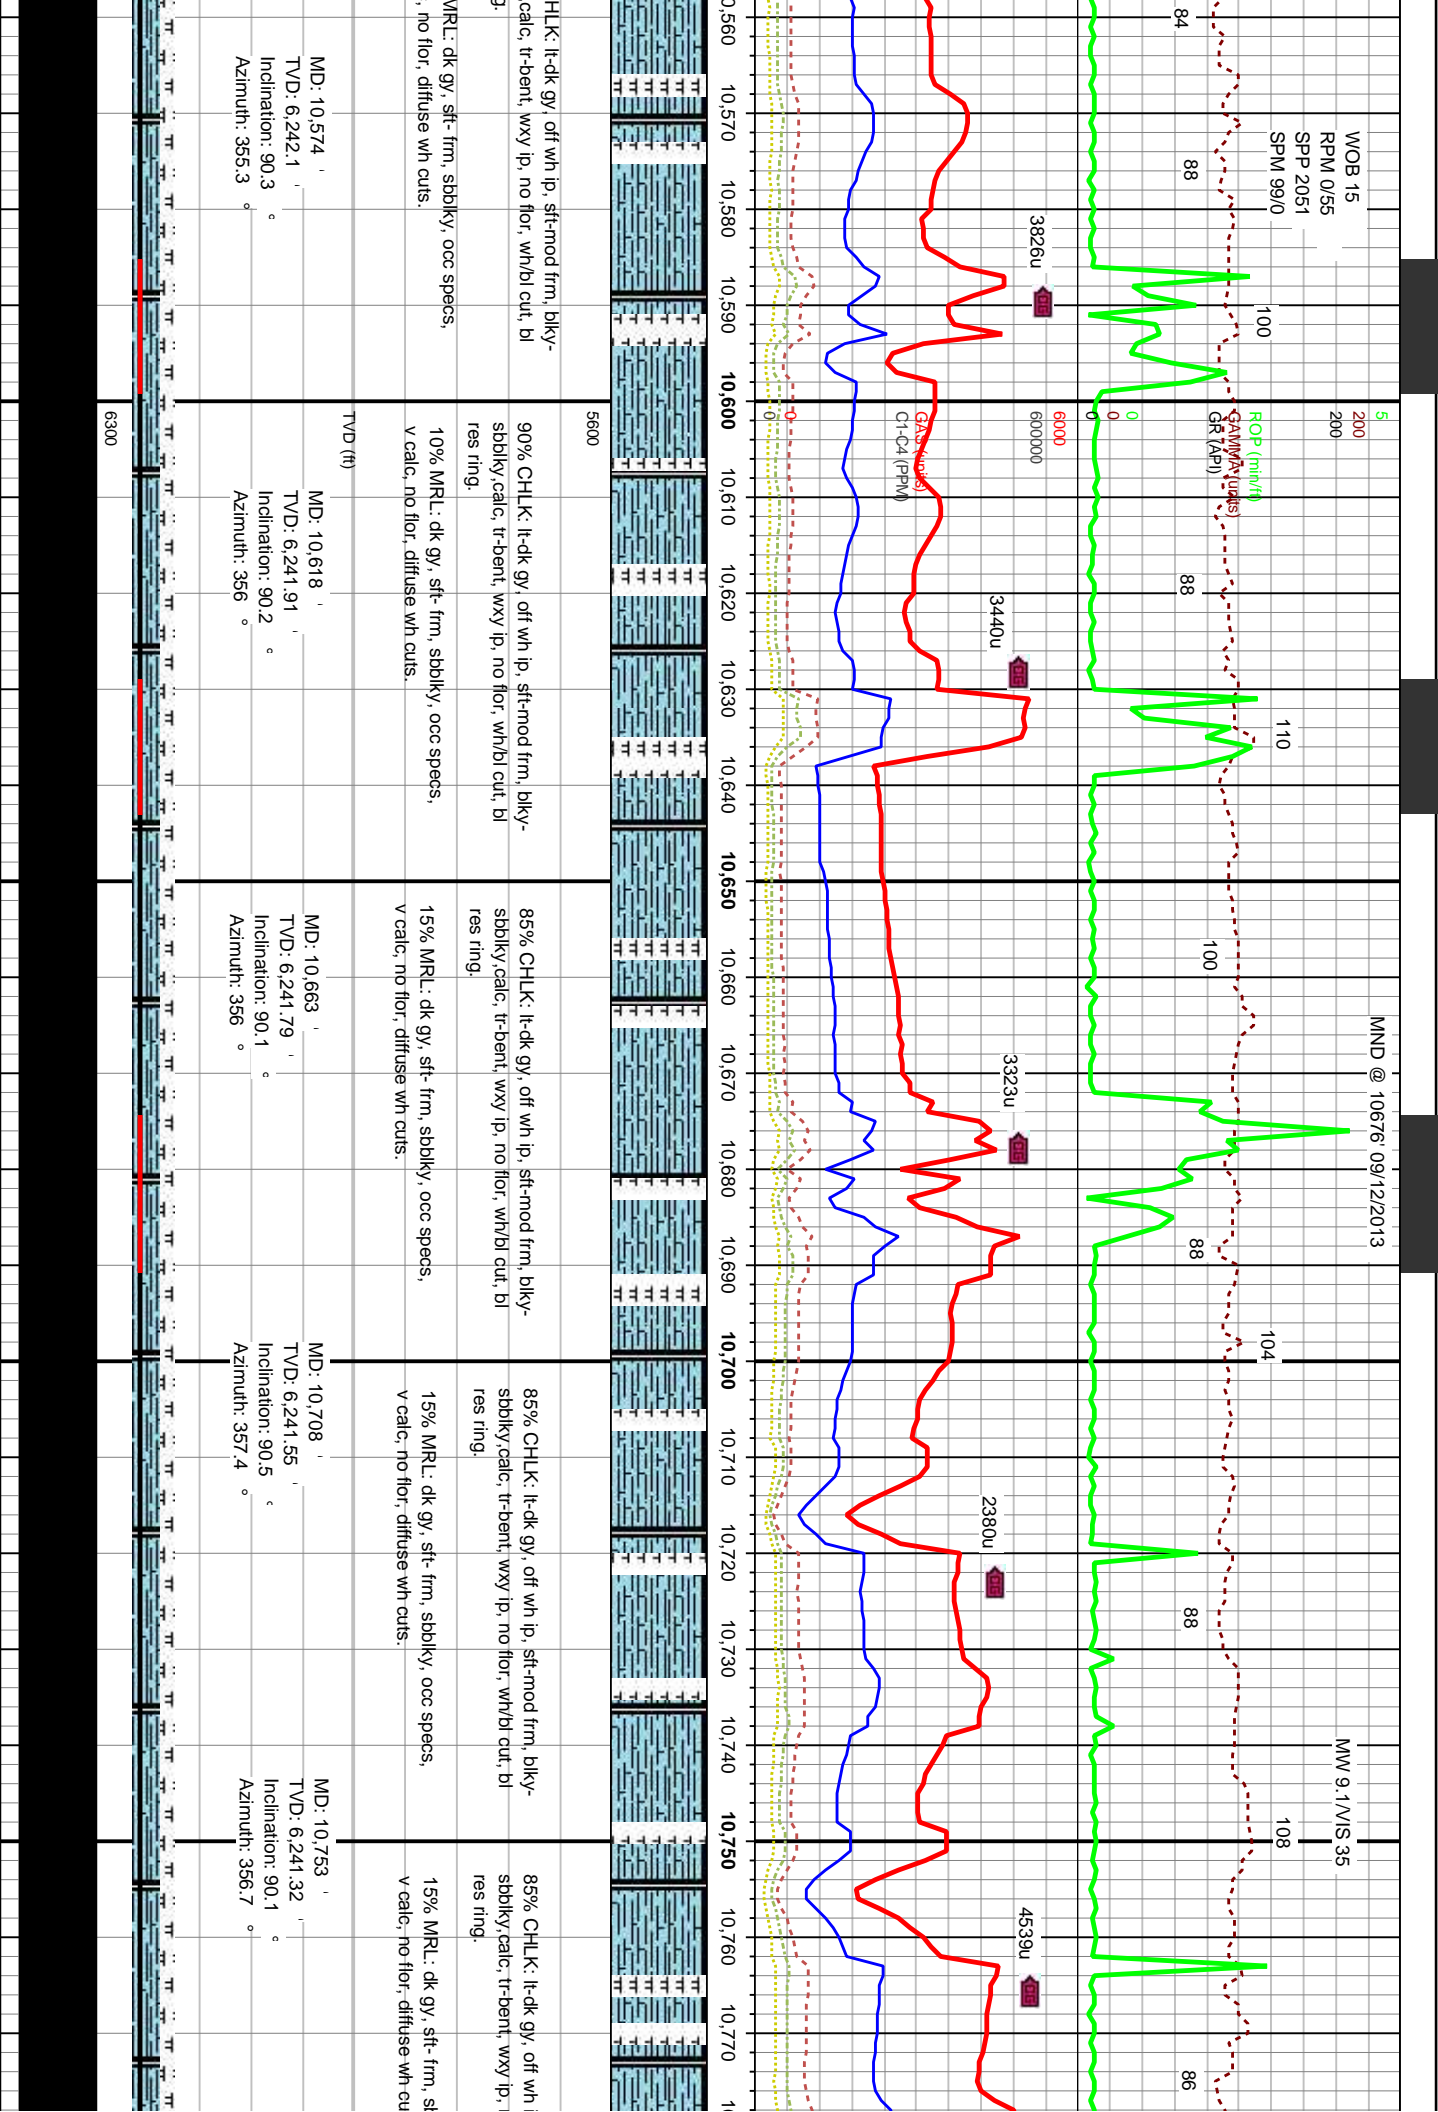 WOB 15
RPM 0/55
SPP 2051
SPM 99/0
MND @ 10676' 09/12/2013
MW 9.1/VIS 35
84
88
100
88
110
100
88
104
88
108
86
5
200
200
ROP (min/ft)
GAMMA (units)
GR (API)
0
0
0
6000
600000
GAS (units)
C1-C4 (PPM)
0
0
3826u
CG
3440u
CG
3323u
CG
2380u
CG
4539u
CG
,560
10,570
10,580
10,590
10,600
10,610
10,620
10,630
10,640
10,650
10,660
10,670
10,680
10,690
10,700
10,710
10,720
10,730
10,740
10,750
10,760
10,770
HLK: lt-dk gy, off wh ip, sft-mod frm, blky-
,calc, tr-bent, wxy ip, no flor, wh/bl cut, bl
g.
MRL: dk gy, sft- frm, sbblky, occ specs,
, no flor, diffuse wh cuts.
90% CHLK: lt-dk gy, off wh ip, sft-mod frm, blky-
sbblky,calc, tr-bent, wxy ip, no flor, wh/bl cut, bl
res ring.
10% MRL: dk gy, sft- frm, sbblky, occ specs,
v calc, no flor, diffuse wh cuts.
85% CHLK: lt-dk gy, off wh ip, sft-mod frm, blky-
sbblky,calc, tr-bent, wxy ip, no flor, wh/bl cut, bl
res ring.
15% MRL: dk gy, sft- frm, sbblky, occ specs,
v calc, no flor, diffuse wh cuts.
85% CHLK: lt-dk gy, off wh ip, sft-mod frm, blky-
sbblky,calc, tr-bent, wxy ip, no flor, wh/bl cut, bl
res ring.
15% MRL: dk gy, sft- frm, sbblky, occ specs,
v calc, no flor, diffuse wh cuts.
85% CHLK: lt-dk gy, off wh i
sbblky,calc, tr-bent, wxy ip,
res ring.
15% MRL: dk gy, sft- frm, sb
v calc, no flor, diffuse wh cu
5600
TVD (ft)
6300
MD: 10,574 '
TVD: 6,242.1 '
Inclination: 90.3 °
Azimuth: 355.3 °
MD: 10,618 '
TVD: 6,241.91 '
Inclination: 90.2 °
Azimuth: 356 °
MD: 10,663 '
TVD: 6,241.79 '
Inclination: 90.1 °
Azimuth: 356 °
MD: 10,708 '
TVD: 6,241.55 '
Inclination: 90.5 °
Azimuth: 357.4 °
MD: 10,753 '
TVD: 6,241.32 '
Inclination: 90.1 °
Azimuth: 356.7 °